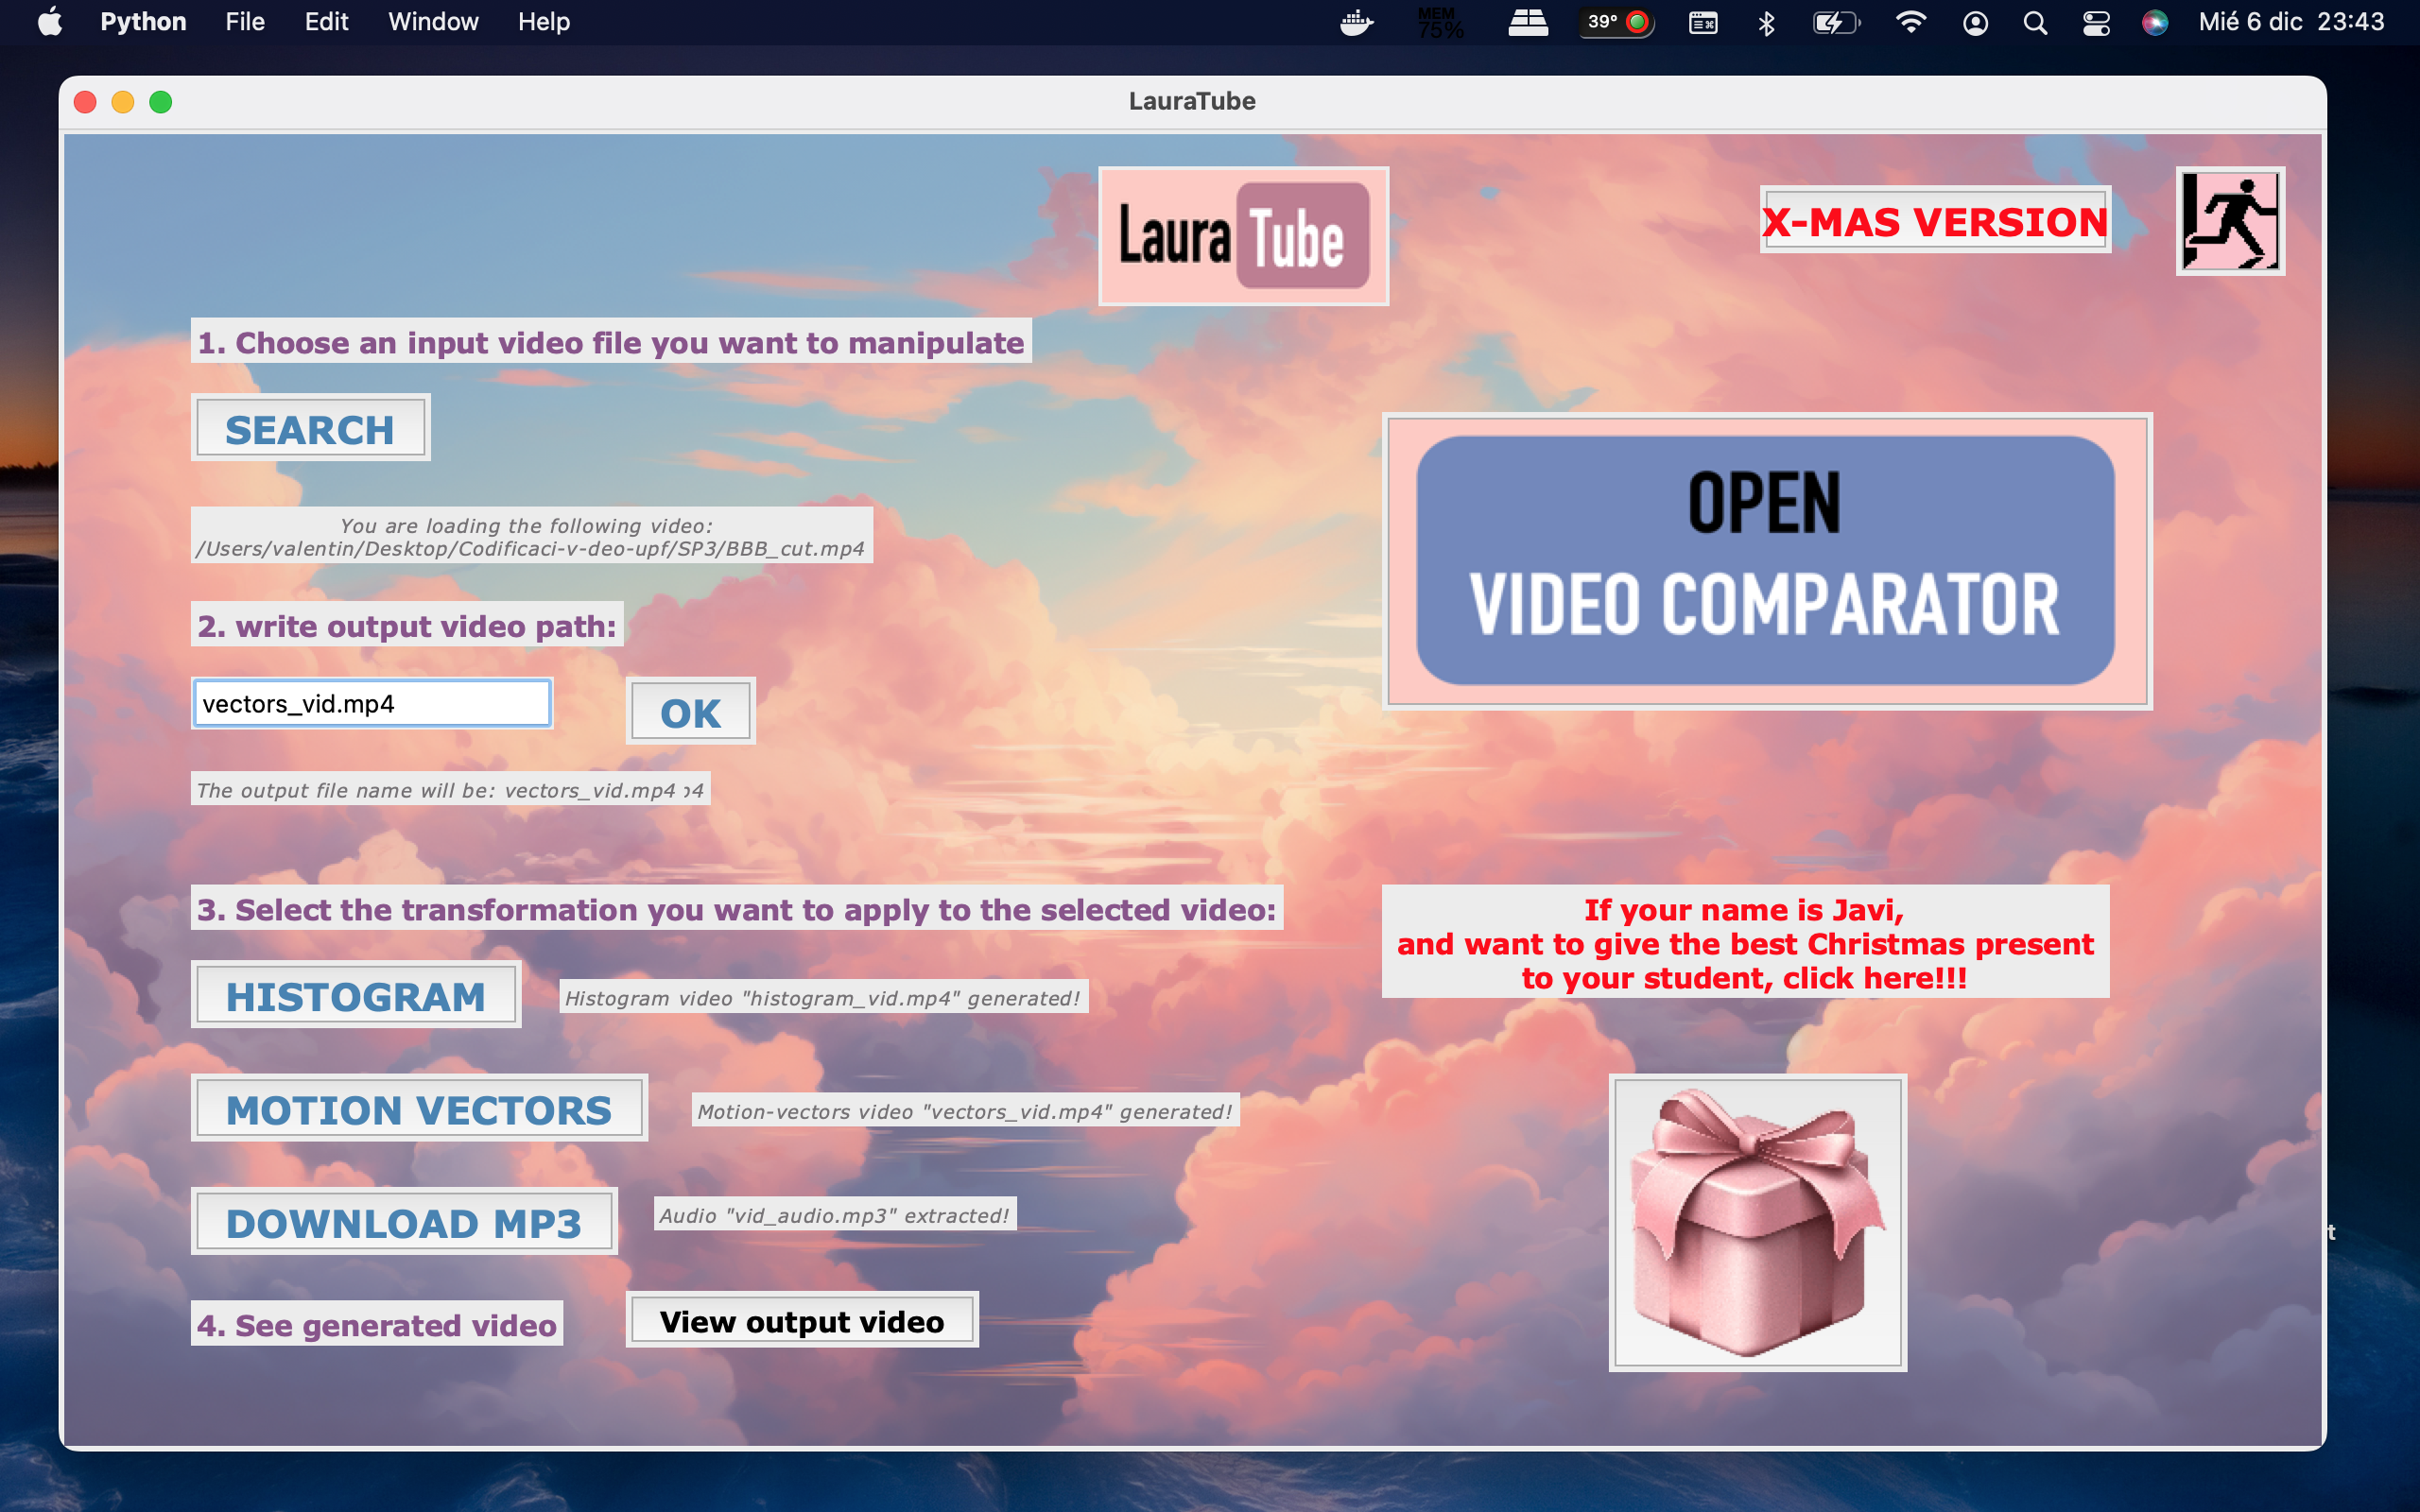 Python File Edit Window Help MEM 75% 39° Mié 6 dic 23:43
LauraTube
Laura Tube
X-MAS VERSION
1. Choose an input video file you want to manipulate
SEARCH
You are loading the following video:
/Users/valentin/Desktop/Codificaci-v-deo-upf/SP3/BBB_cut.mp4
OPEN
VIDEO COMPARATOR
2. write output video path:
vectors_vid.mp4
OK
The output file name will be: vectors_vid.mp4
3. Select the transformation you want to apply to the selected video:
HISTOGRAM
Histogram video "histogram_vid.mp4" generated!
MOTION VECTORS
Motion-vectors video "vectors_vid.mp4" generated!
DOWNLOAD MP3
Audio "vid_audio.mp3" extracted!
4. See generated video
View output video
If your name is Javi,
and want to give the best Christmas present
to your student, click here!!!